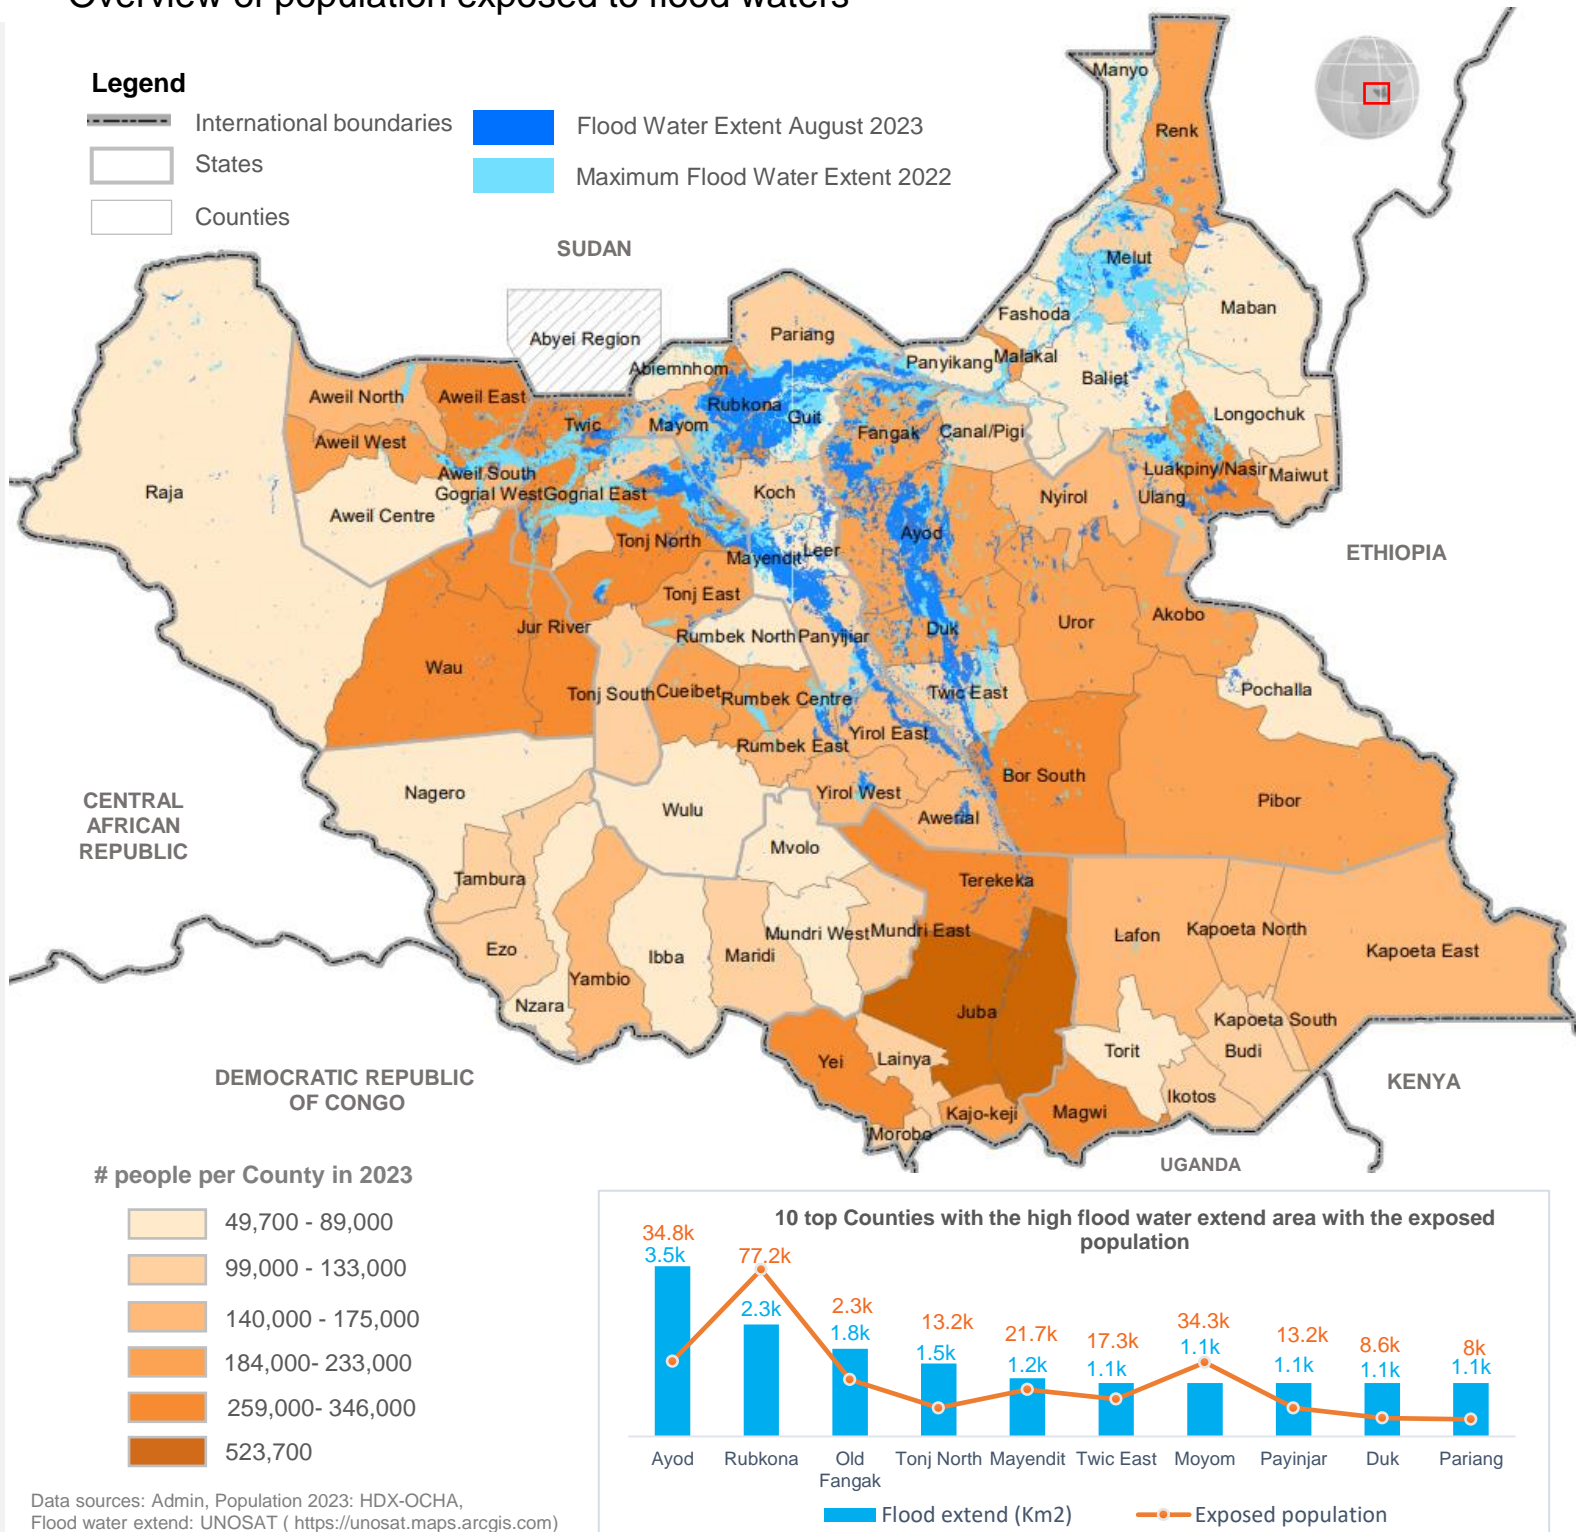 Overview of population exposed to flood waters
Legend
International boundaries
States
Counties
Flood Water Extent August 2023
Maximum Flood Water Extent 2022
SUDAN
Abyei Region
Manyo
Renk
Melut
Maban
Fashoda
Pariang
Panyikang
Malakal
Baliet
Abiemnhom
Aweil North
Aweil East
Rubkona
Guit
Twic
Mayom
Fangak
Canal/Pigi
Longochuk
Aweil West
Aweil South
Luakpiny/Nasir
Maiwut
Raja
Gogrial West
Gogrial East
Koch
Nyirol
Ulang
Aweil Centre
Tonj North
Ayod
Mayendit
Leer
ETHIOPIA
Tonj East
Jur River
Rumbek North
Panyijiar
Duk
Uror
Akobo
Wau
Tonj South
Cueibet
Rumbek Centre
Twic East
Pochalla
Yirol East
Rumbek East
Bor South
Nagero
Wulu
Yirol West
Awerial
Pibor
CENTRAL
AFRICAN
REPUBLIC
Mvolo
Tambura
Terekeka
Ezo
Ibba
Maridi
Mundri West
Mundri East
Lafon
Kapoeta North
Kapoeta East
Yambio
Nzara
Juba
Kapoeta South
Yei
Lainya
Torit
Budi
Ikotos
Morobo
Kajo-keji
Magwi
KENYA
DEMOCRATIC REPUBLIC
OF CONGO
UGANDA
# people per County in 2023
49,700 - 89,000
99,000 - 133,000
140,000 - 175,000
184,000- 233,000
259,000- 346,000
523,700
10 top Counties with the high flood water extend area with the exposed
population
34.8k
3.5k
77.2k
2.3k
2.3k
1.8k
13.2k
1.5k
21.7k
1.2k
17.3k
1.1k
34.3k
1.1k
13.2k
1.1k
8.6k
1.1k
8k
1.1k
Ayod
Rubkona
Old
Fangak
Tonj North
Mayendit
Twic East
Moyom
Payinjar
Duk
Pariang
Flood extend (Km2)
Exposed population
Data sources: Admin, Population 2023: HDX-OCHA,
Flood water extend: UNOSAT ( https://unosat.maps.arcgis.com)